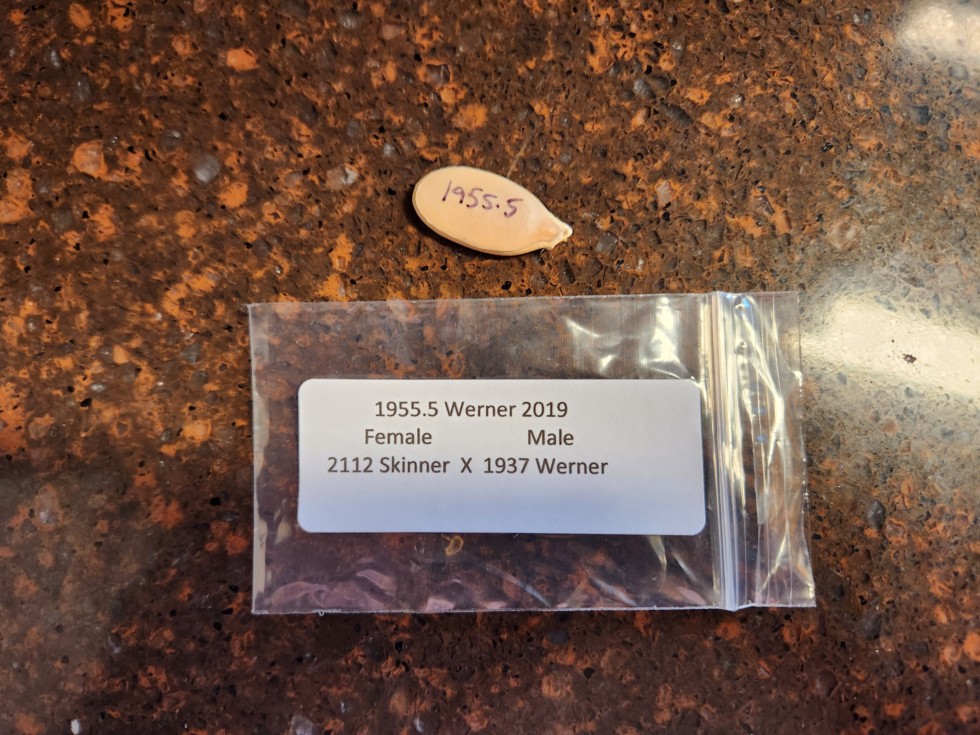 1955.5
1955.5 Werner 2019
Female Male
2112 Skinner X 1937 Werner